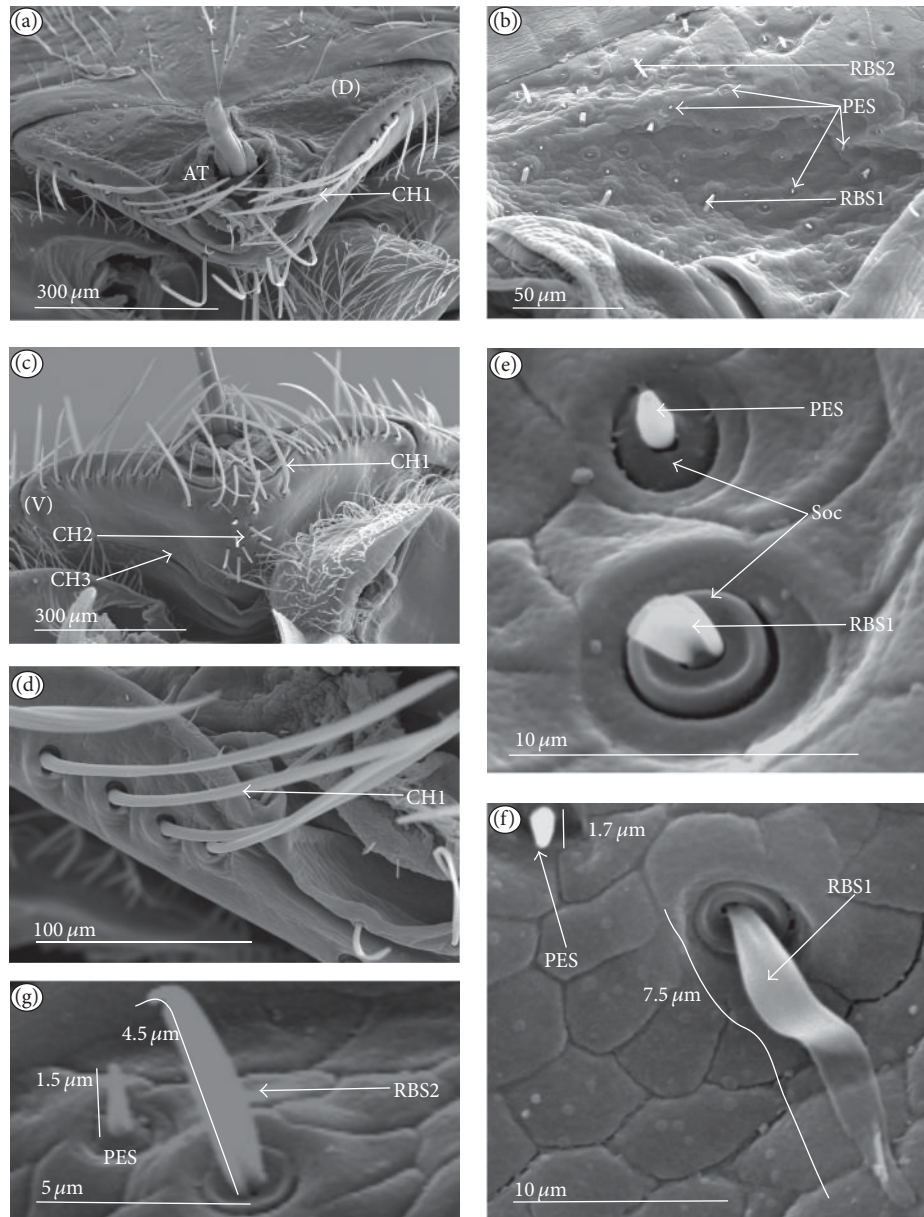 (a)
(D)
AT
CH1
300 μm
(b)
RBS2
PES
RBS1
50 μm
(c)
CH1
(V)
CH2
CH3
300 μm
(d)
CH1
100 μm
(e)
PES
Soc
RBS1
10 μm
(f)
1.7 μm
RBS1
PES
7.5 μm
10 μm
(g)
4.5 μm
1.5 μm
RBS2
PES
5 μm